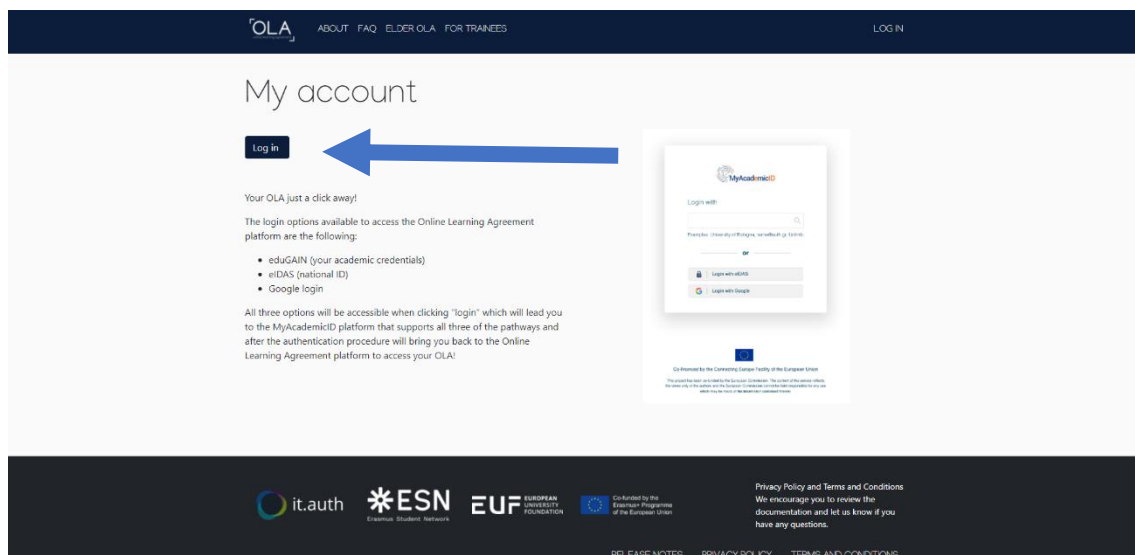 OLA
ABOUT FAQ ELDER OLA FOR TRAINEES
LOG IN
My account
Log in
Your OLA just a click away!
The login options available to access the Online Learning Agreement
platform are the following:
eduGAIN (your academic credentials)
eIDAS (national ID)
Google login
All three options will be accessible when clicking "login" which will lead you
to the MyAcademicID platform that supports all three of the pathways and
after the authentication procedure will bring you back to the Online
Learning Agreement platform to access your OLA!
MyAcademicID
Login with
or
Login with eIDAS
Login with Google
Co-financed by the Connecting Europe Facility of the European Union
it.auth
ESN
Erasmus Student Network
EUF
EUROPEAN
UNIVERSITY
FOUNDATION
Co-funded by the
Erasmus+ Programme
of the European Union
Privacy Policy and Terms and Conditions
We encourage you to review the
documentation and let us know if you
have any questions.
RELEASE NOTES PRIVACY POLICY TERMS AND CONDITIONS